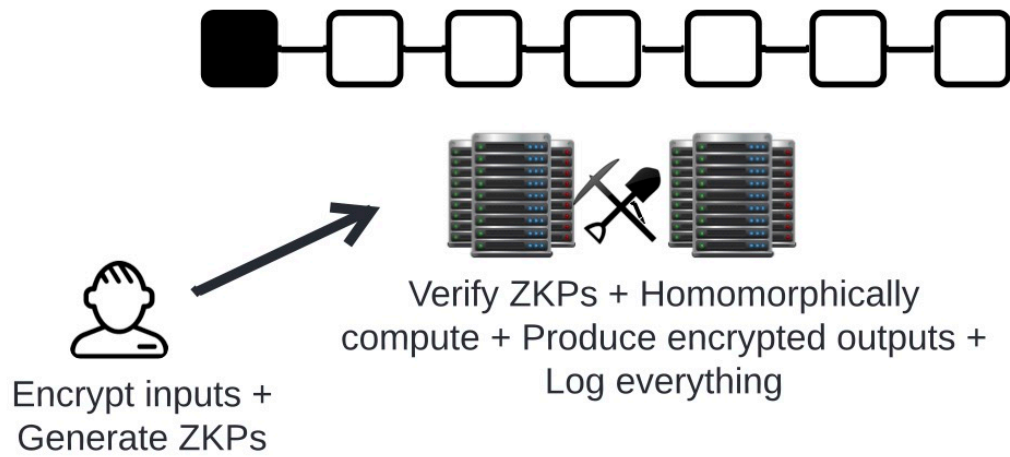 Verify ZKPs + Homomorphically
compute + Produce encrypted outputs +
Log everything
Encrypt inputs +
Generate ZKPs